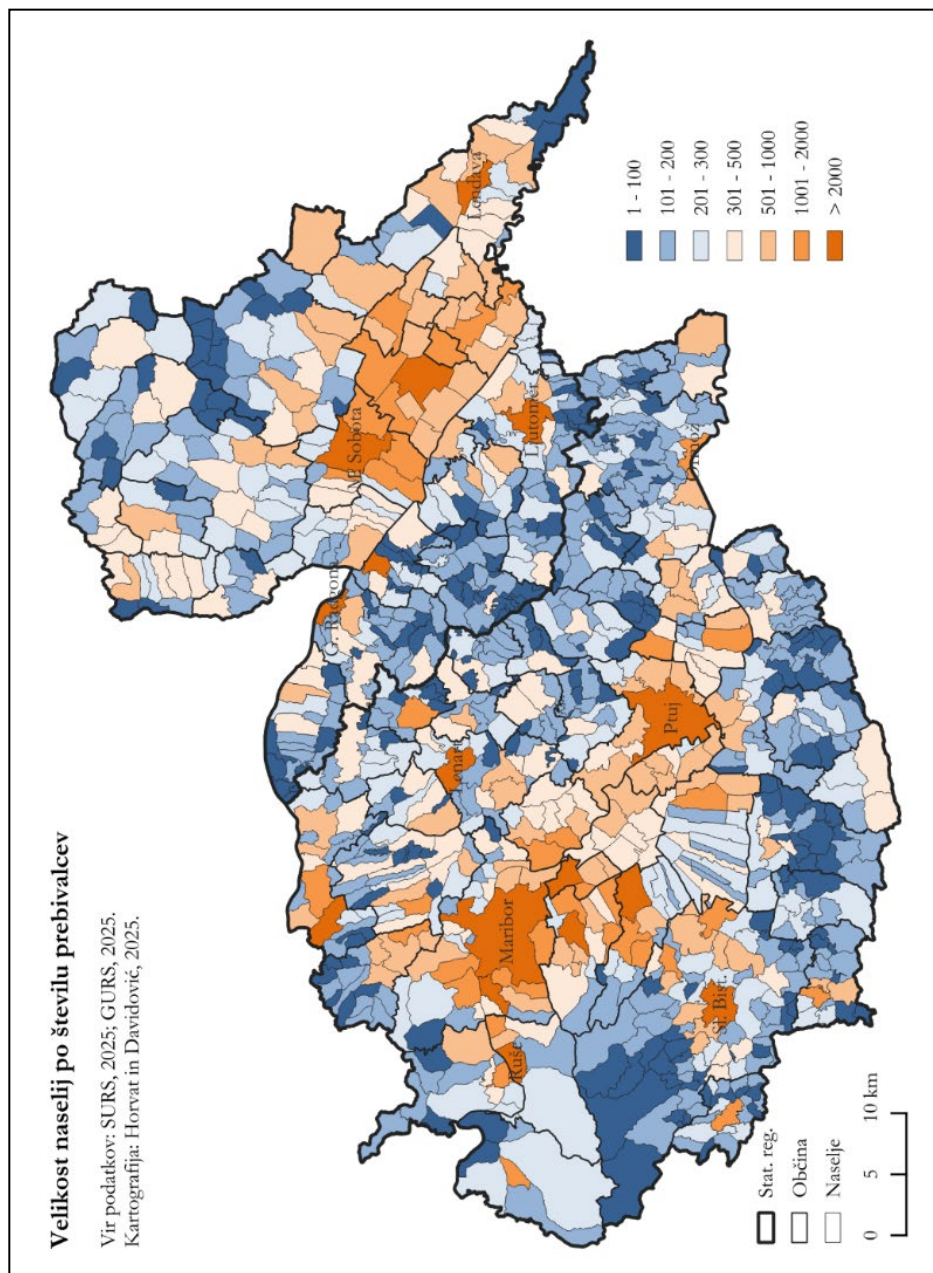 Velikost naselij po številu prebivalcev
Vir podatkov: SURS, 2025; GURS, 2025.
Kartografija: Horvat in Davidović, 2025.
G. Radgona
M. Sobota
Lenart
Maribor
Ruše
Ljutomer
Lendava
Ptuj
Ormož
Sl. Bist.
Stat. reg.
Občina
Naselje
0 5 10 km
1 - 100
101 - 200
201 - 300
301 - 500
501 - 1000
1001 - 2000
> 2000